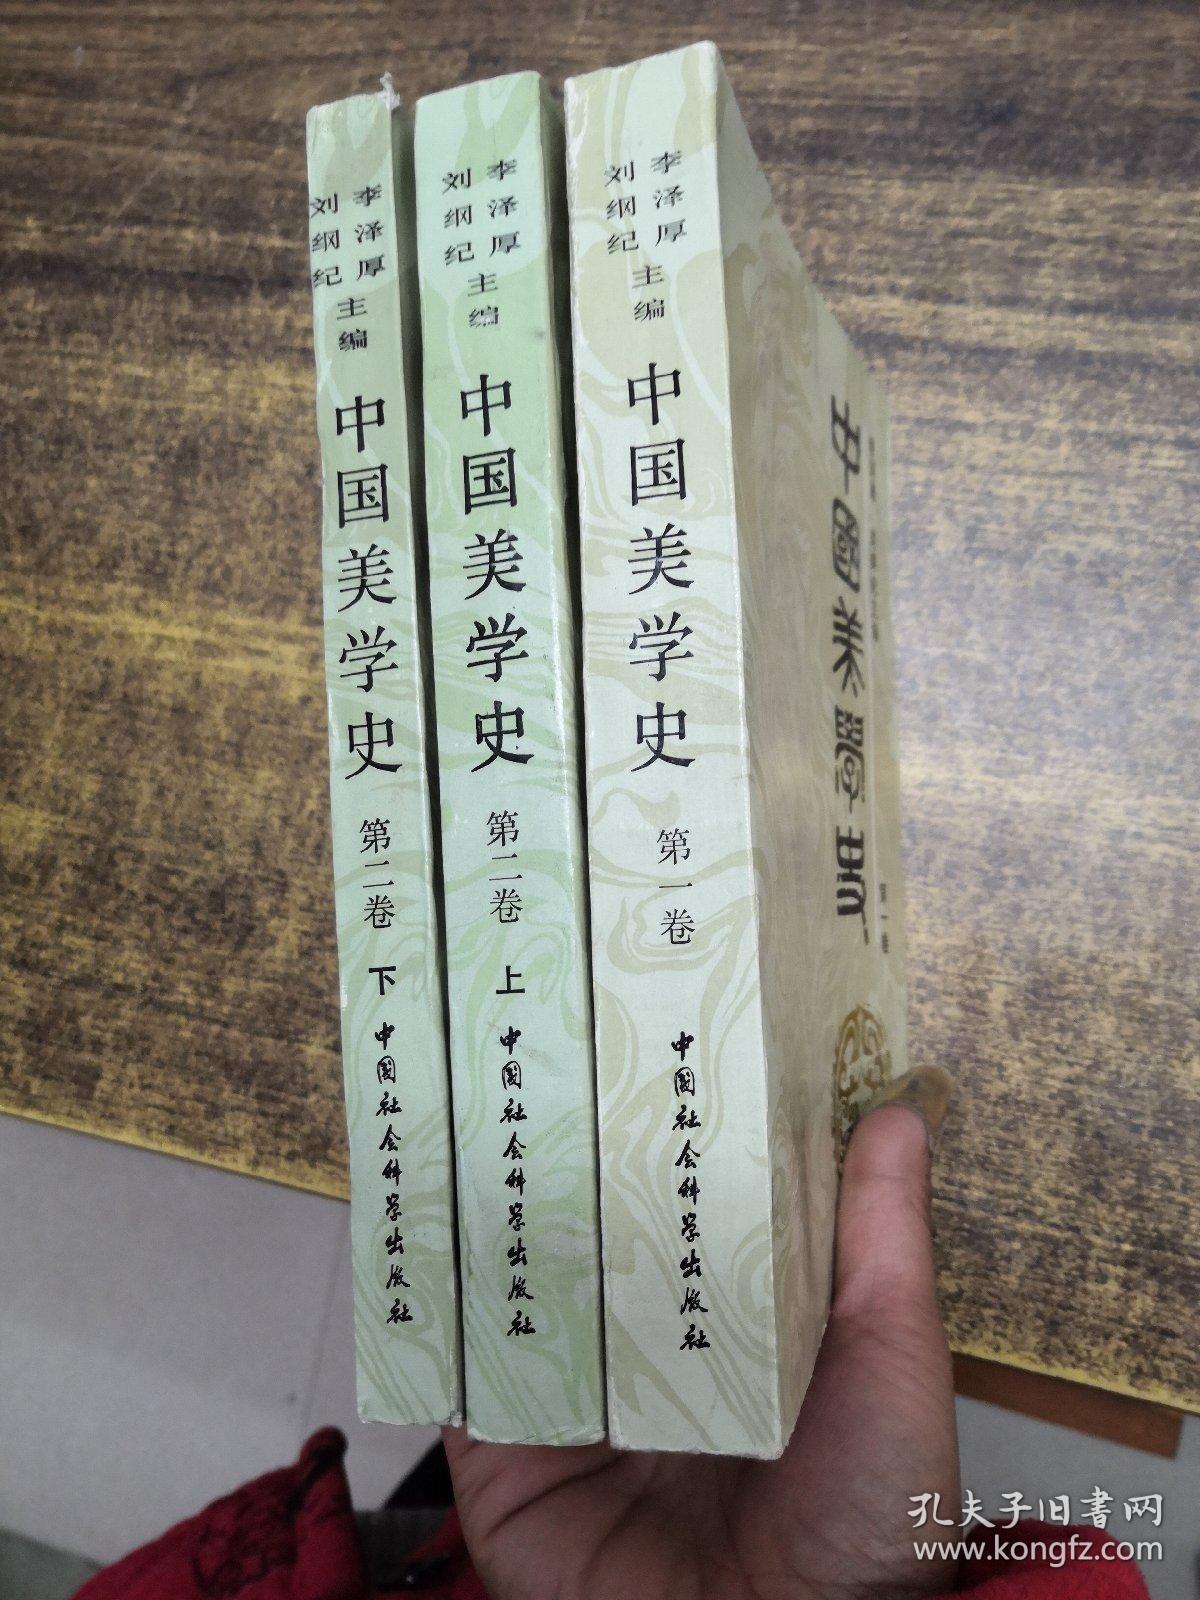 李泽厚
刘纲纪
主编
中国美学史
第二卷
下
中国社会科学出版社
李泽厚
刘纲纪
主编
中国美学史
第二卷
上
中国社会科学出版社
李泽厚
刘纲纪
主编
中国美学史
第一卷
中国社会科学出版社
中國美學史
第一卷
孔夫子旧书网
www.kongfz.com